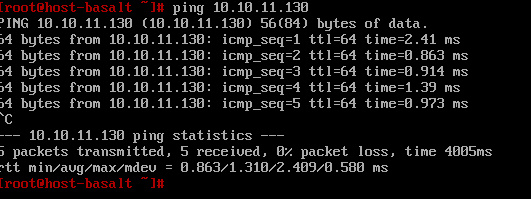 [root@host-basalt ~]# ping 10.10.11.130
PING 10.10.11.130 (10.10.11.130) 56(84) bytes of data.
64 bytes from 10.10.11.130: icmp_seq=1 ttl=64 time=2.41 ms
64 bytes from 10.10.11.130: icmp_seq=2 ttl=64 time=0.863 ms
64 bytes from 10.10.11.130: icmp_seq=3 ttl=64 time=0.914 ms
64 bytes from 10.10.11.130: icmp_seq=4 ttl=64 time=1.39 ms
64 bytes from 10.10.11.130: icmp_seq=5 ttl=64 time=0.973 ms
^C
--- 10.10.11.130 ping statistics ---
5 packets transmitted, 5 received, 0% packet loss, time 4005ms
rtt min/avg/max/mdev = 0.863/1.310/2.409/0.580 ms
[root@host-basalt ~]#